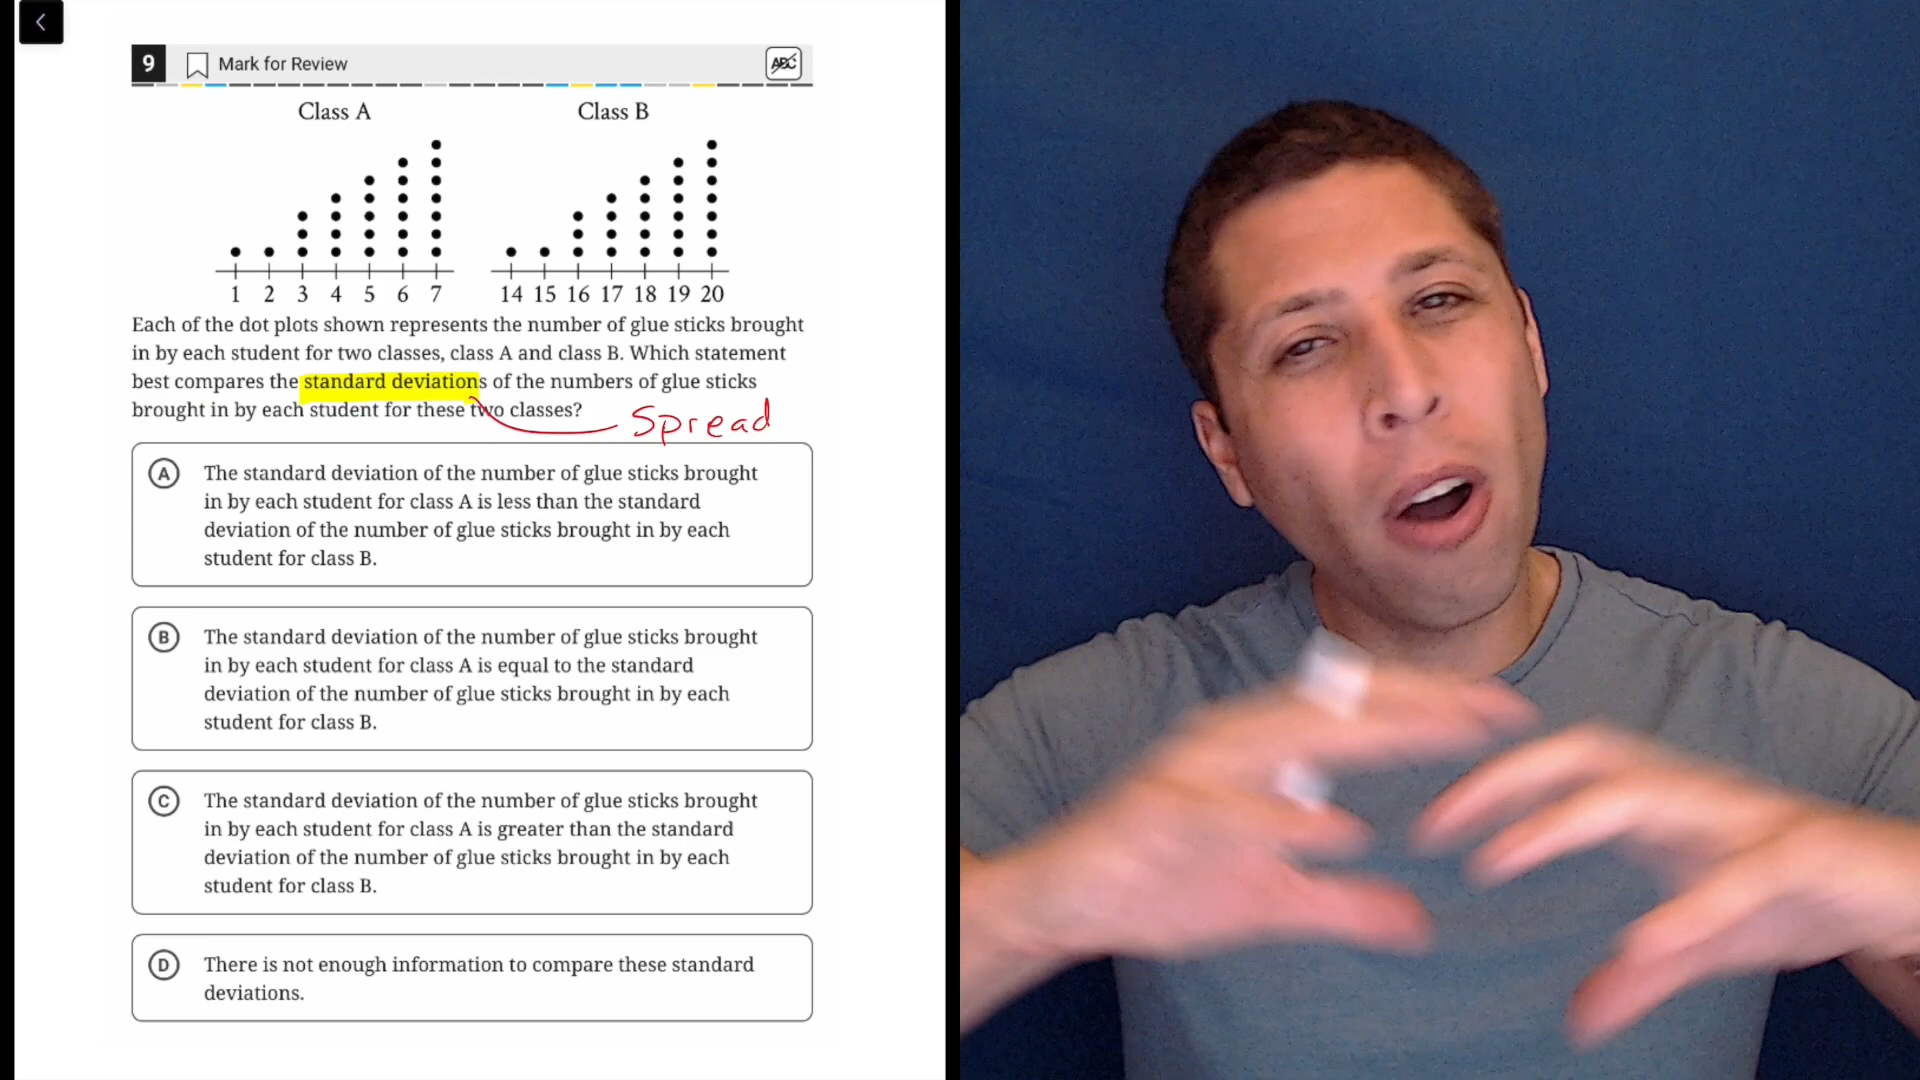 9 Mark for Review ABC
Class A Class B
1 2 3 4 5 6 7 14 15 16 17 18 19 20
Each of the dot plots shown represents the number of glue sticks brought
in by each student for two classes, class A and class B. Which statement
best compares the standard deviations of the numbers of glue sticks
brought in by each student for these two classes?
Spread
A The standard deviation of the number of glue sticks brought
in by each student for class A is less than the standard
deviation of the number of glue sticks brought in by each
student for class B.
B The standard deviation of the number of glue sticks brought
in by each student for class A is equal to the standard
deviation of the number of glue sticks brought in by each
student for class B.
C The standard deviation of the number of glue sticks brought
in by each student for class A is greater than the standard
deviation of the number of glue sticks brought in by each
student for class B.
D There is not enough information to compare these standard
deviations.